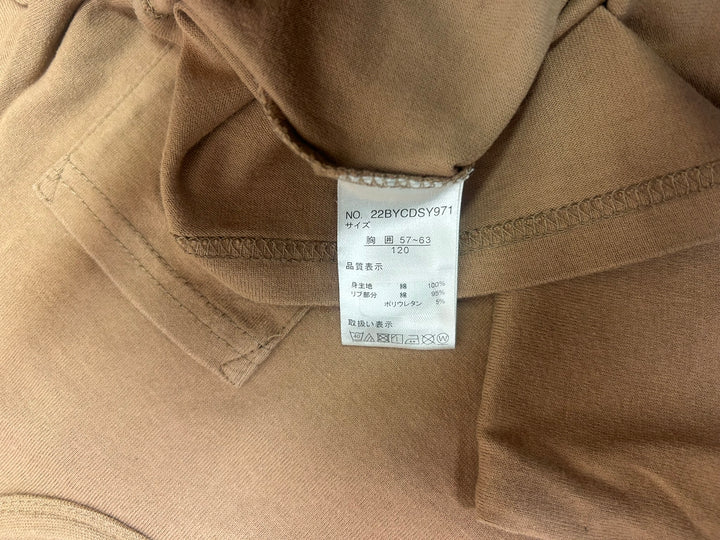 NO. 22BYCDSY971
サイズ
胸 囲 57~63
120
品質表示
身主地 綿 100%
リブ部分 綿 95%
ポリウレタン 5%
取扱い表示